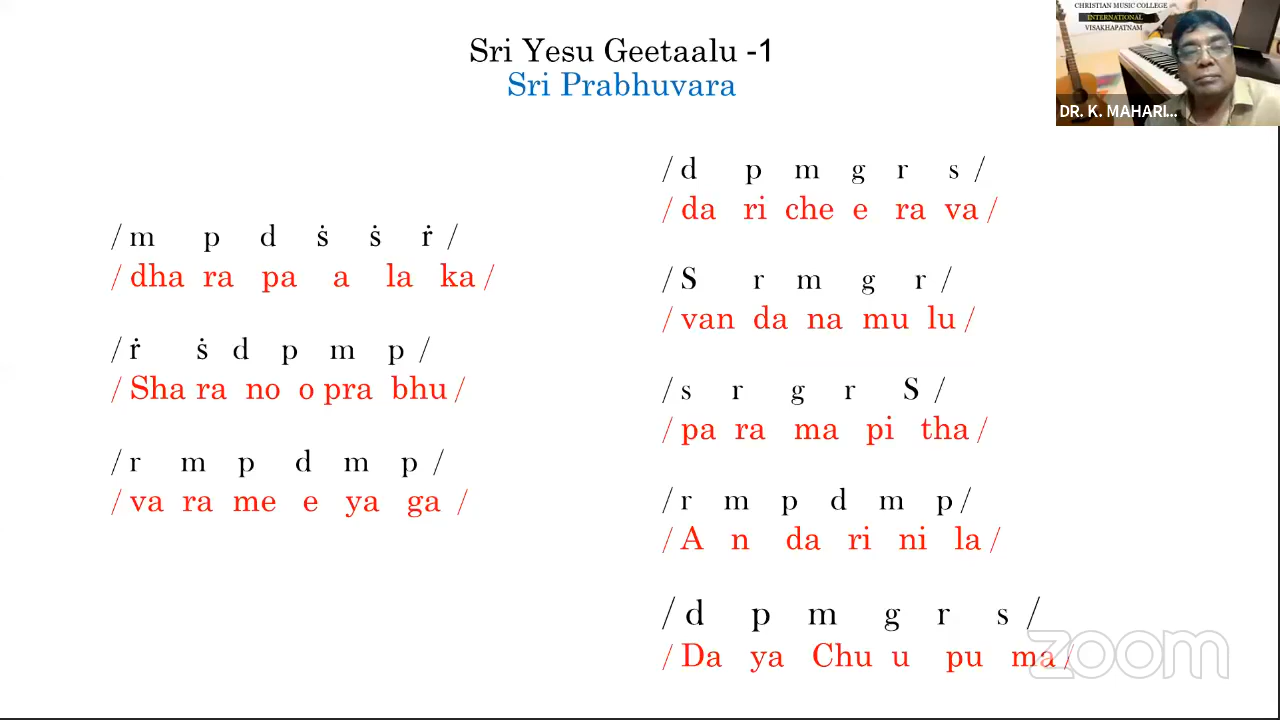 Sri Yesu Geetaalu -1
Sri Prabhuvara
/ m p d ṡ ṡ ṙ /
/ dha ra pa a la ka /
/ ṙ ṡ d p m p /
/ Sha ra no o pra bhu /
/ r m p d m p /
/ va ra me e ya ga /
/ d p m g r s /
/ da ri che e ra va /
/ S r m g r /
/ van da na mu lu /
/ s r g r S /
/ pa ra ma pi tha /
/ r m p d m p /
/ A n da ri ni la /
/ d p m g r s /
/ Da ya Chu u pu ma /
CHRISTIAN MUSIC COLLEGE
INTERNATIONAL
VISAKHAPATNAM
DR. K. MAHARI...
zoom